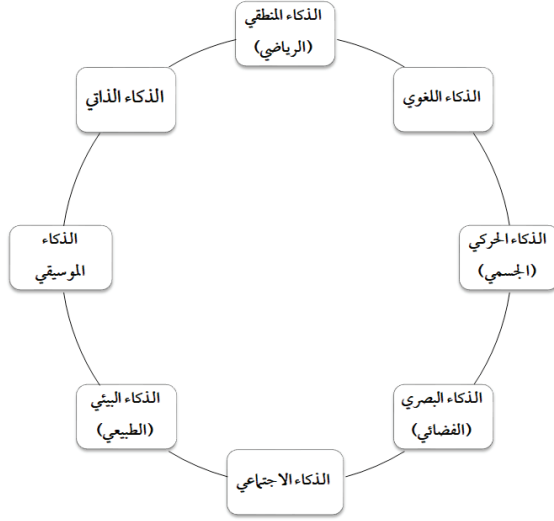 الذكاء المنطقي
(الرياضي)
الذكاء اللغوي
الذكاء الحركي
(الجسمي)
الذكاء البصري
(الفضائي)
الذكاء الاجتماعي
الذكاء البيئي
(الطبيعي)
الذكاء
الموسيقي
الذكاء الذاتي